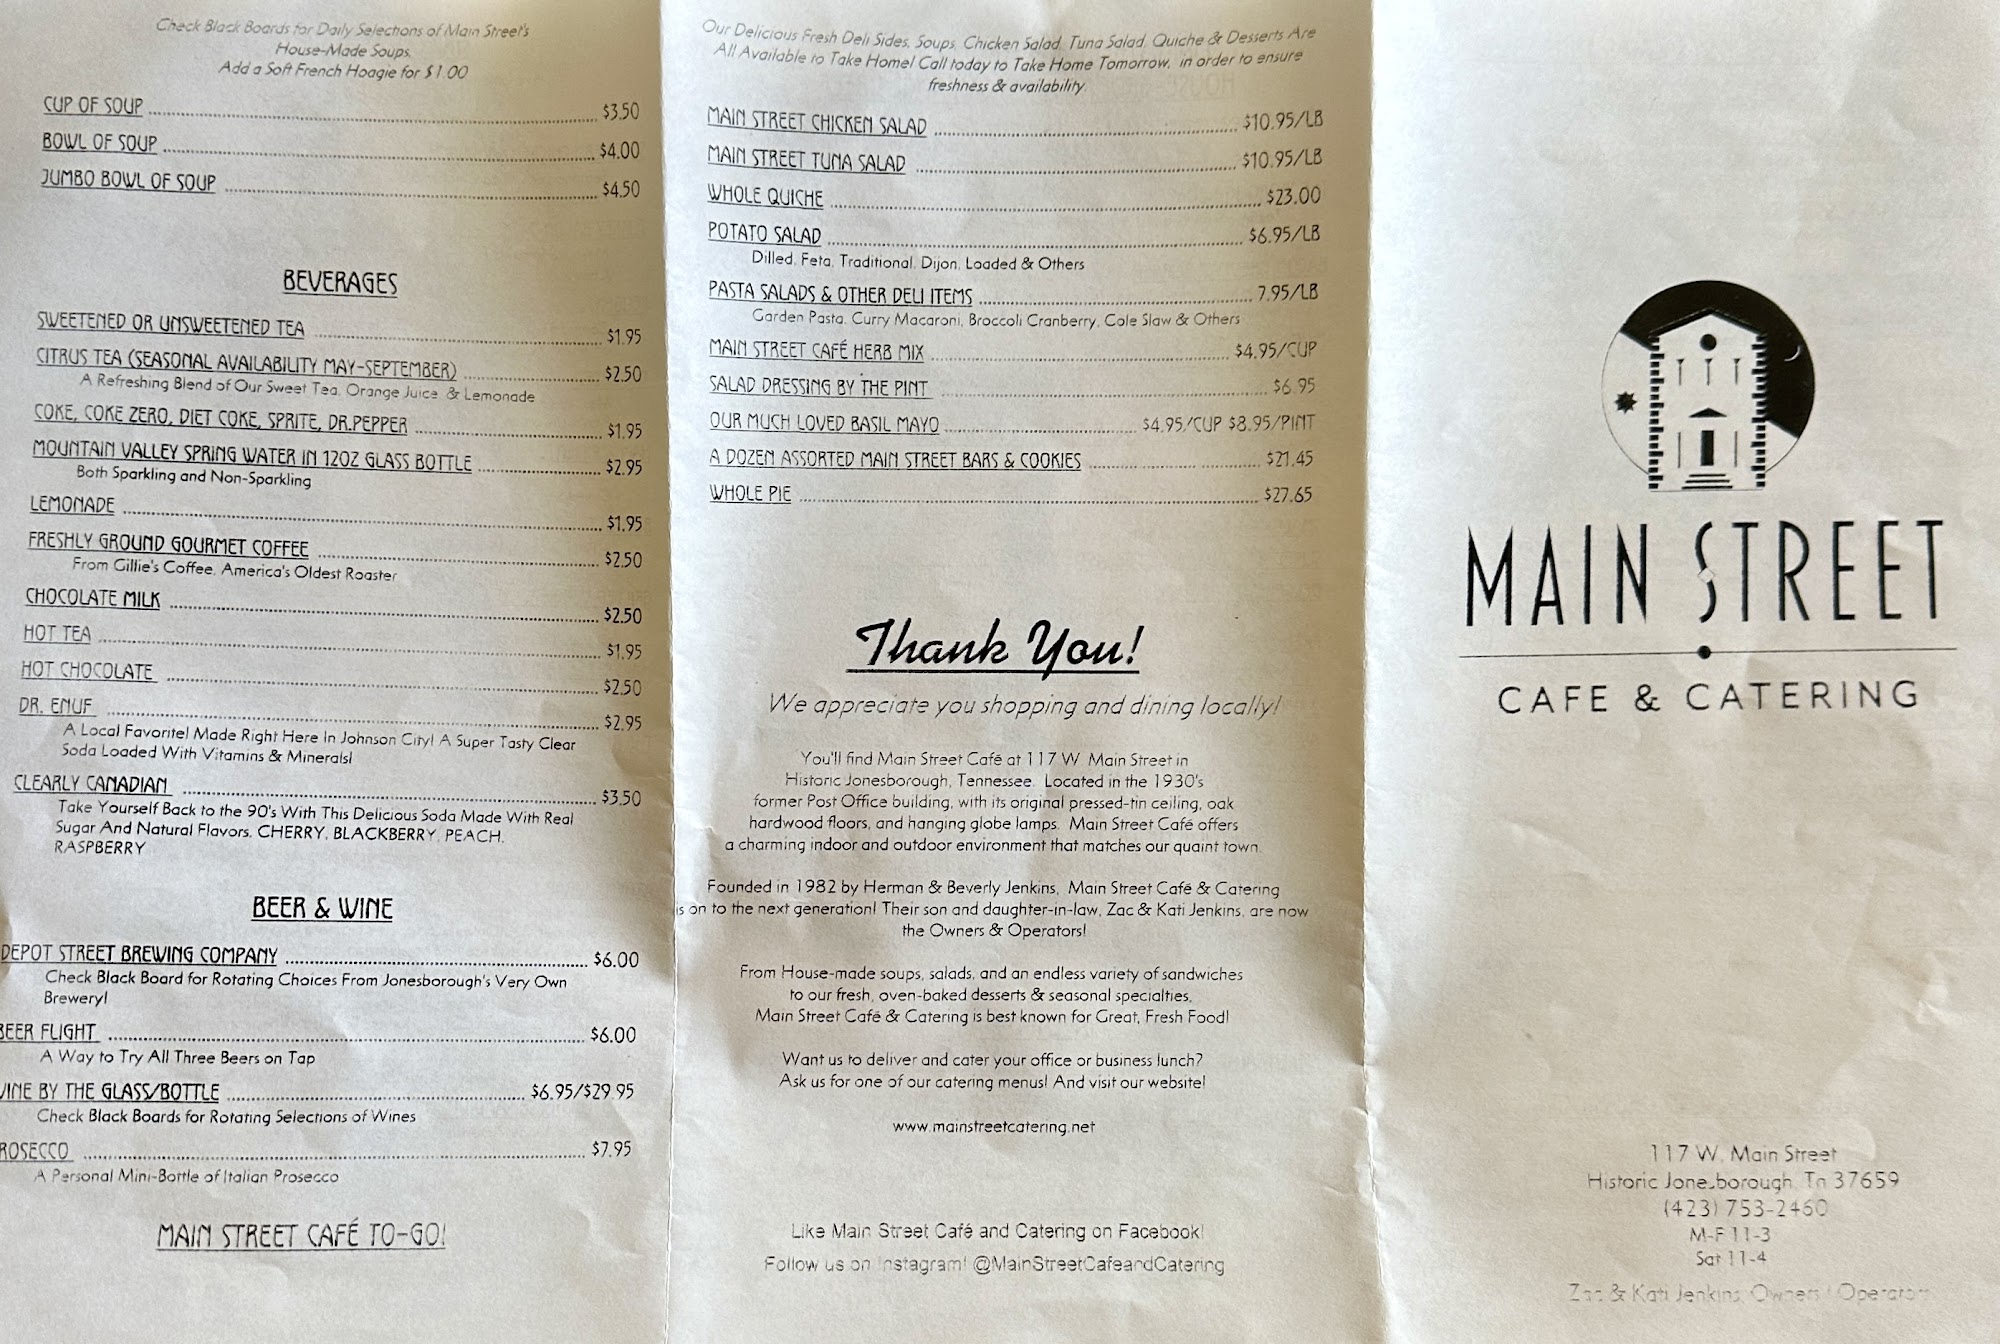 Check Black Boards for Daily Selections of Main Street's
House-Made Soups.
Add a Soft French Hoagie for $1.00
CUP OF SOUP $3.50
BOWL OF SOUP $4.00
JUMBO BOWL OF SOUP $4.50
BEVERAGES
SWEETENED OR UNSWEETENED TEA $1.95
CITRUS TEA (SEASONAL AVAILABILITY MAY-SEPTEMBER) $2.50
A Refreshing Blend of Our Sweet Tea, Orange Juice, & Lemonade
COKE, COKE ZERO, DIET COKE, SPRITE, DR.PEPPER $1.95
MOUNTAIN VALLEY SPRING WATER IN 12OZ GLASS BOTTLE $2.95
Both Sparkling and Non-Sparkling
LEMONADE $1.95
FRESHLY GROUND GOURMET COFFEE $2.50
From Gillie's Coffee, America's Oldest Roaster
CHOCOLATE MILK $2.50
HOT TEA $1.95
HOT CHOCOLATE $2.50
DR. ENUF $2.95
A Local Favorite! Made Right Here In Johnson City! A Super Tasty Clear
Soda Loaded With Vitamins & Minerals!
CLEARLY CANADIAN $3.50
Take Yourself Back to the 90's With This Delicious Soda Made With Real
Sugar And Natural Flavors. CHERRY, BLACKBERRY, PEACH,
RASPBERRY
BEER & WINE
DEPOT STREET BREWING COMPANY $6.00
Check Black Board for Rotating Choices From Jonesborough's Very Own
Brewery!
BEER FLIGHT $6.00
A Way to Try All Three Beers on Tap
WINE BY THE GLASS/BOTTLE $6.95/$29.95
Check Black Boards for Rotating Selections of Wines
ROSECCO $7.95
A Personal Mini-Bottle of Italian Prosecco
MAIN STREET CAFÉ TO-GO!
Our Delicious Fresh Deli Sides, Soups, Chicken Salad, Tuna Salad, Quiche & Desserts Are
All Available to Take Home! Call today to Take Home Tomorrow, in order to ensure
freshness & availability.
MAIN STREET CHICKEN SALAD $10.95/LB
MAIN STREET TUNA SALAD $10.95/LB
WHOLE QUICHE $23.00
POTATO SALAD $6.95/LB
Dilled, Feta, Traditional, Dijon, Loaded & Others
PASTA SALADS & OTHER DELI ITEMS 7.95/LB
Garden Pasta, Curry Macaroni, Broccoli Cranberry, Cole Slaw & Others
MAIN STREET CAFÉ HERB MIX $4.95/CUP
SALAD DRESSING BY THE PINT $6.95
OUR MUCH LOVED BASIL MAYO $4.95/CUP $8.95/PINT
A DOZEN ASSORTED MAIN STREET BARS & COOKIES $21.45
WHOLE PIE $27.65
Thank You!
We appreciate you shopping and dining locally!
You'll find Main Street Café at 117 W. Main Street in
Historic Jonesborough, Tennessee. Located in the 1930's
former Post Office building, with its original pressed-tin ceiling, oak
hardwood floors, and hanging globe lamps. Main Street Café offers
a charming indoor and outdoor environment that matches our quaint town.
Founded in 1982 by Herman & Beverly Jenkins, Main Street Café & Catering
is on to the next generation! Their son and daughter-in-law, Zac & Kati Jenkins, are now
the Owners & Operators!
From House-made soups, salads, and an endless variety of sandwiches
to our fresh, oven-baked desserts & seasonal specialties,
Main Street Café & Catering is best known for Great, Fresh Food!
Want us to deliver and cater your office or business lunch?
Ask us for one of our catering menus! And visit our website!
www.mainstreetcatering.net
Like Main Street Café and Catering on Facebook!
Follow us on Instagram! @MainStreetCafeandCatering
MAIN STREET
CAFE & CATERING
117 W. Main Street
Historic Jonesborough, Tn 37659
(423) 753-2460
M-F 11-3
Sat 11-4
Zac & Kati Jenkins, Owners / Operators